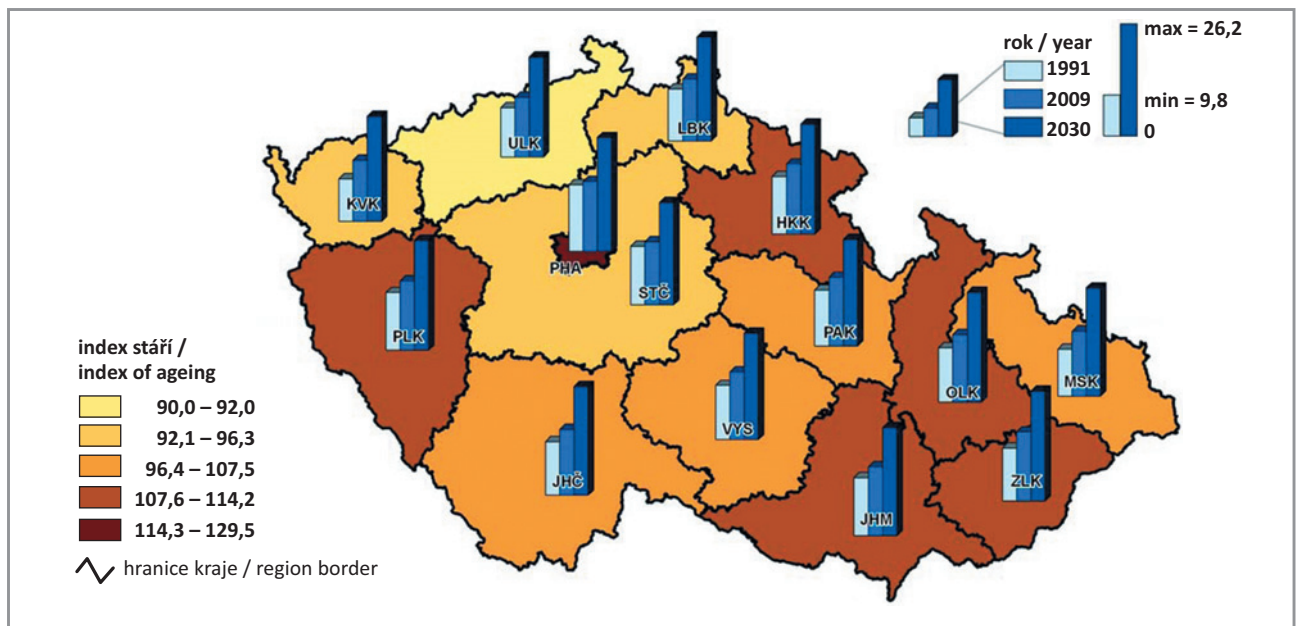 max = 26,2
rok / year
1991
2009
min = 9,8
2030
0
ULK
LBK
KVK
HKK
PHA
STČ
PLK
PAK
OLK
MSK
VYS
JHČ
ZLK
JHM
index stáří /
index of ageing
90,0 – 92,0
92,1 – 96,3
96,4 – 107,5
107,6 – 114,2
114,3 – 129,5
hranice kraje / region border